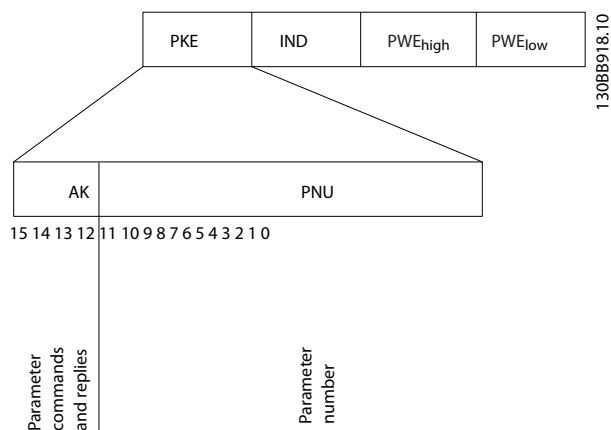 PKE IND PWEhigh PWElow
130BB918.10
AK PNU
15 14 13 12 11 10 9 8 7 6 5 4 3 2 1 0
Parameter
commands
and replies
Parameter
number